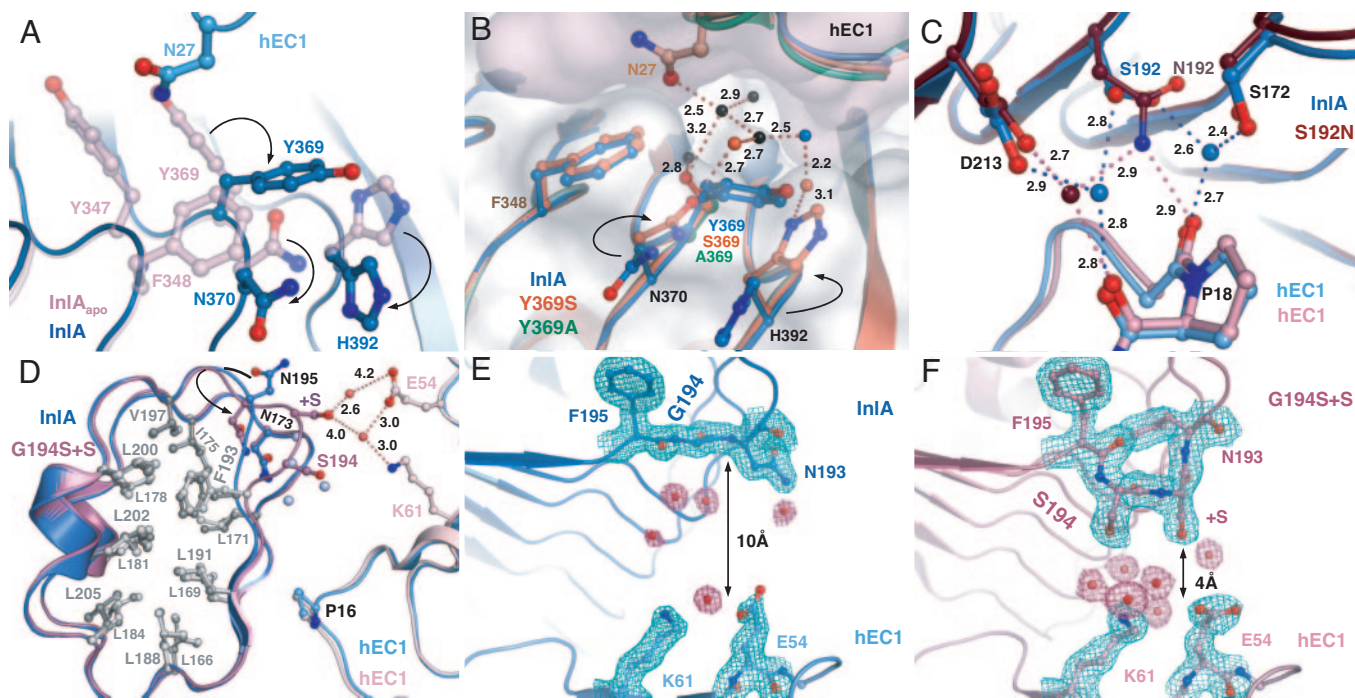 A
N27
hEC1
Y369
Y369
Y347
F348
N370
H392
InlAapo
InlA
B
hEC1
N27
2.9
2.5
2.7
3.2
2.5
2.8
2.7
2.7
2.2
3.1
F348
Y369
S369
A369
N370
H392
InlA
Y369S
Y369A
C
S192
N192
S172
InlA
S192N
2.8
2.4
D213
2.7
2.6
2.9
2.9
2.7
2.8
2.9
2.8
P18
hEC1
hEC1
D
N195
4.2
E54
InlA
+S
V197
N173
2.6
3.0
G194S+S
I175
L200
F193
4.0
3.0
S194
L178
L202
L171
K61
L181
L191
L205
L169
P16
L184
L188
L166
hEC1
hEC1
E
G194
InlA
F195
N193
10Å
E54
hEC1
K61
F
G194S+S
F195
N193
S194
+S
4Å
E54
hEC1
K61